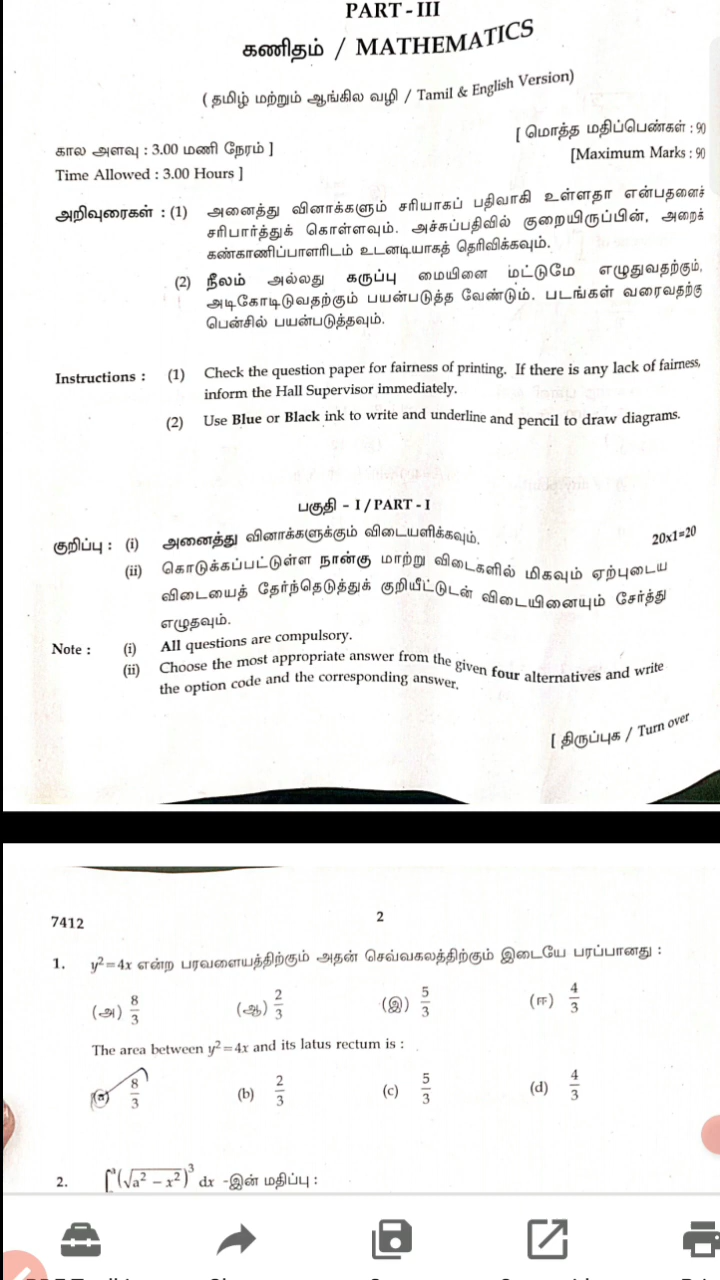 PART - III
கணிதம் / MATHEMATICS
( தமிழ் மற்றும் ஆங்கில வழி / Tamil & English Version)
கால அளவு : 3.00 மணி நேரம் ] [ மொத்த மதிப்பெண்கள் : 90
Time Allowed : 3.00 Hours ] [Maximum Marks : 90
அறிவுரைகள் : (1) அனைத்து வினாக்களும் சரியாகப் பதிவாகி உள்ளதா என்பதனைச்
சரிபார்த்துக் கொள்ளவும். அச்சுப்பதிவில் குறையிருப்பின், அறைக்
கண்காணிப்பாளரிடம் உடனடியாகத் தெரிவிக்கவும்.
(2) நீலம் அல்லது கருப்பு மையினை மட்டுமே எழுதுவதற்கும்,
அடிகோடிடுவதற்கும் பயன்படுத்த வேண்டும். படங்கள் வரைவதற்கு
பென்சில் பயன்படுத்தவும்.
Instructions : (1) Check the question paper for fairness of printing. If there is any lack of fairness,
inform the Hall Supervisor immediately.
(2) Use Blue or Black ink to write and underline and pencil to draw diagrams.
பகுதி - I / PART - I
குறிப்பு : (i) அனைத்து வினாக்களுக்கும் விடையளிக்கவும். 20x1=20
(ii) கொடுக்கப்பட்டுள்ள நான்கு மாற்று விடைகளில் மிகவும் ஏற்புடைய
விடையைத் தேர்ந்தெடுத்துக் குறியீட்டுடன் விடையினையும் சேர்த்து
எழுதவும்.
Note : (i) All questions are compulsory.
(ii) Choose the most appropriate answer from the given four alternatives and write
the option code and the corresponding answer.
[ திருப்புக / Turn over
7412 2
1. y²=4x என்ற பரவளையத்திற்கும் அதன் செவ்வகலத்திற்கும் இடையே பரப்பானது :
(அ) 8/3 (ஆ) 2/3 (இ) 5/3 (ஈ) 4/3
The area between y²=4x and its latus rectum is :
(a) 8/3 (b) 2/3 (c) 5/3 (d) 4/3
2. ∫ᵃ(√a² − x²)³ dx -இன் மதிப்பு :